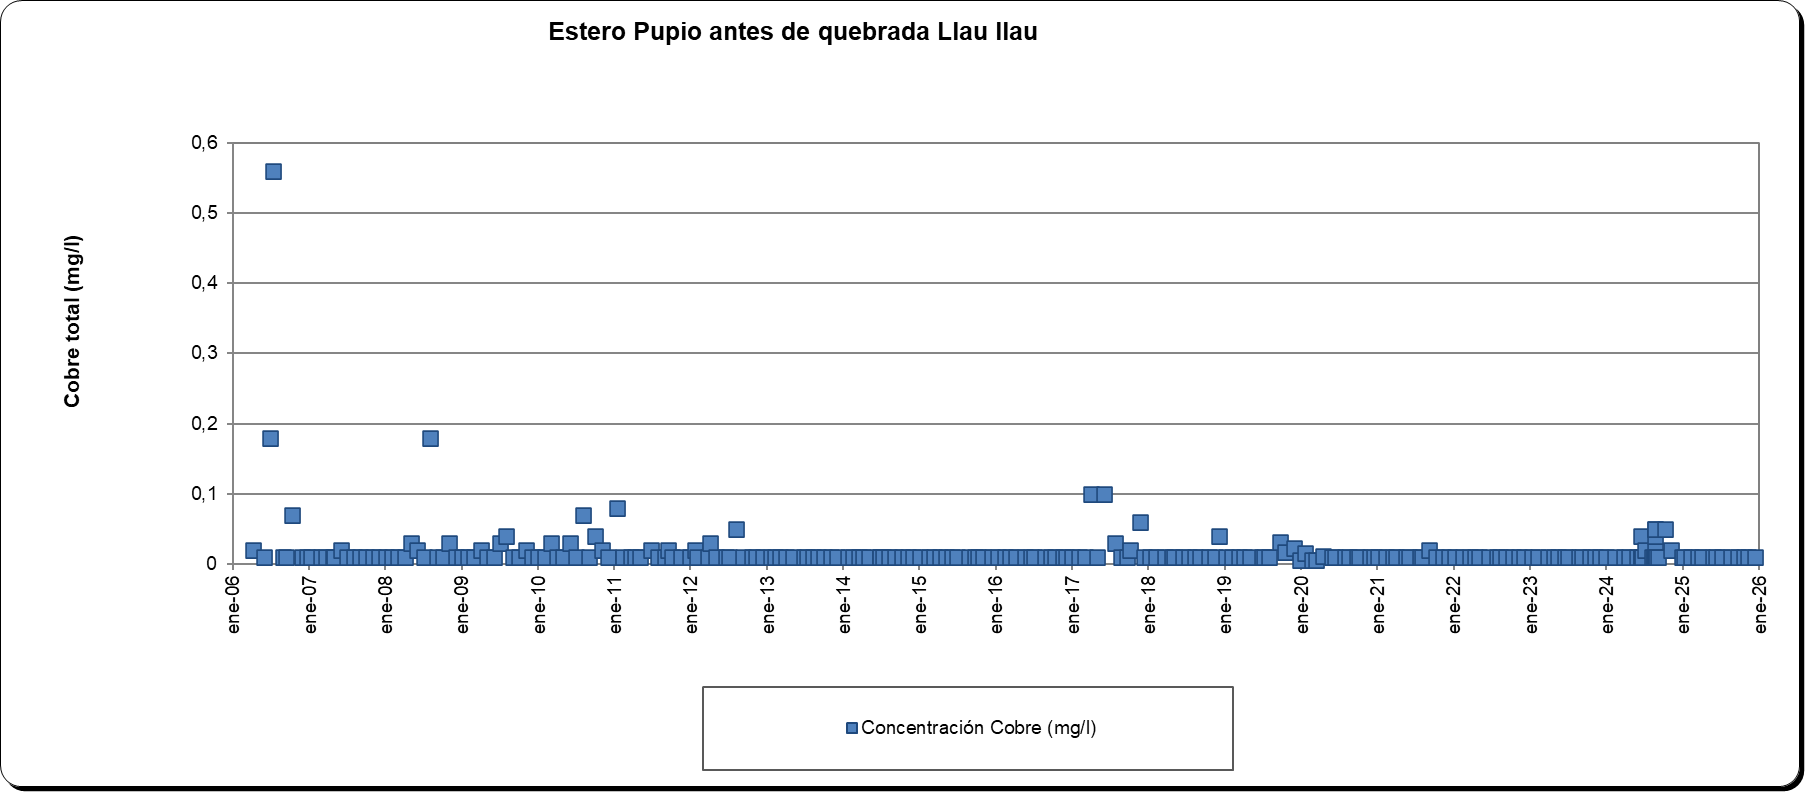 Estero Pupio antes de quebrada Llau llau
Cobre total (mg/l)
0,6
0,5
0,4
0,3
0,2
0,1
0
ene-06
ene-07
ene-08
ene-09
ene-10
ene-11
ene-12
ene-13
ene-14
ene-15
ene-16
ene-17
ene-18
ene-19
ene-20
ene-21
ene-22
ene-23
ene-24
ene-25
ene-26
Concentración Cobre (mg/l)